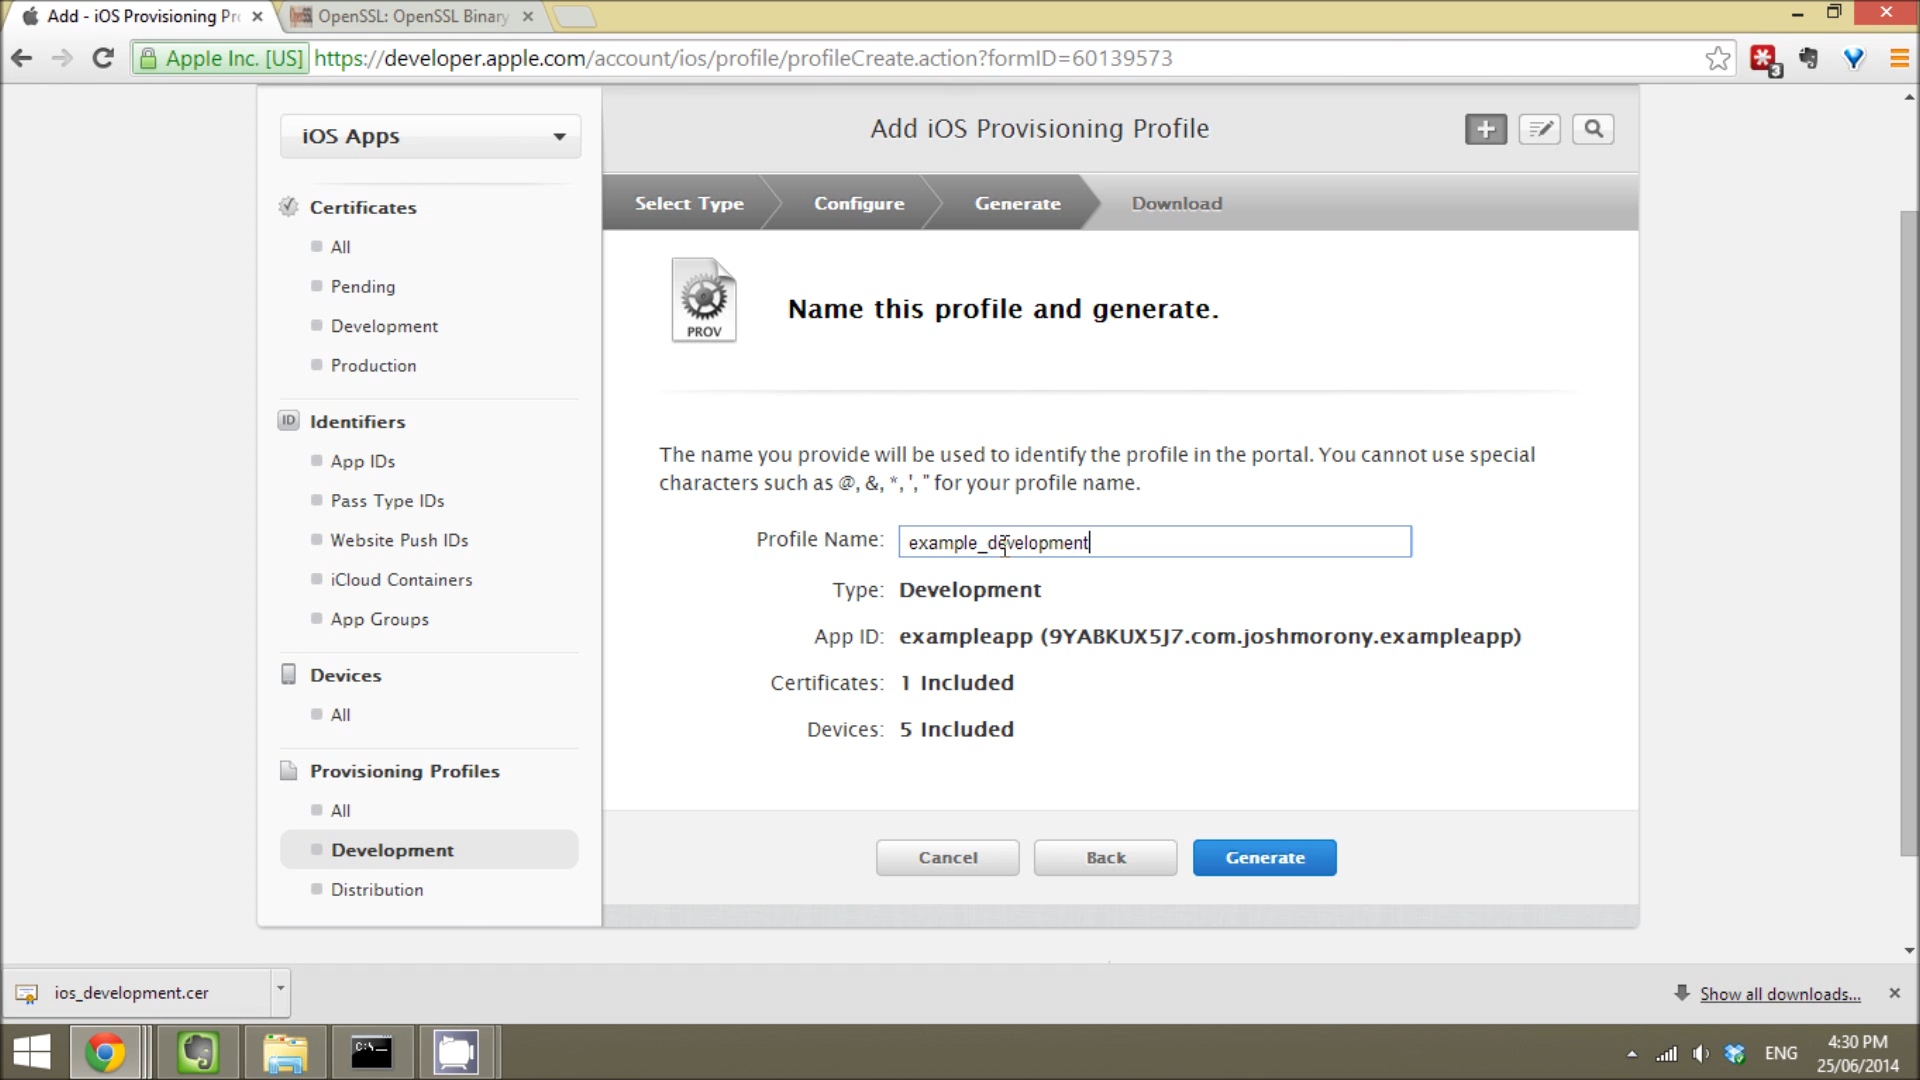 Add - iOS Provisioning Pr
OpenSSL: OpenSSL Binary
Apple Inc. [US] https://developer.apple.com/account/ios/profile/profileCreate.action?formID=60139573
3
iOS Apps
Add iOS Provisioning Profile
Select Type
Configure
Generate
Download
Certificates
All
Pending
Development
Production
ID Identifiers
App IDs
Pass Type IDs
Website Push IDs
iCloud Containers
App Groups
Devices
All
Provisioning Profiles
All
Development
Distribution
PROV
Name this profile and generate.
The name you provide will be used to identify the profile in the portal. You cannot use special
characters such as @, &, *, ', " for your profile name.
Profile Name: example_development
Type: Development
App ID: exampleapp (9YABKUX5J7.com.joshmorony.exampleapp)
Certificates: 1 Included
Devices: 5 Included
Cancel
Back
Generate
ios_development.cer
Show all downloads...
C:\
ENG
4:30 PM
25/06/2014